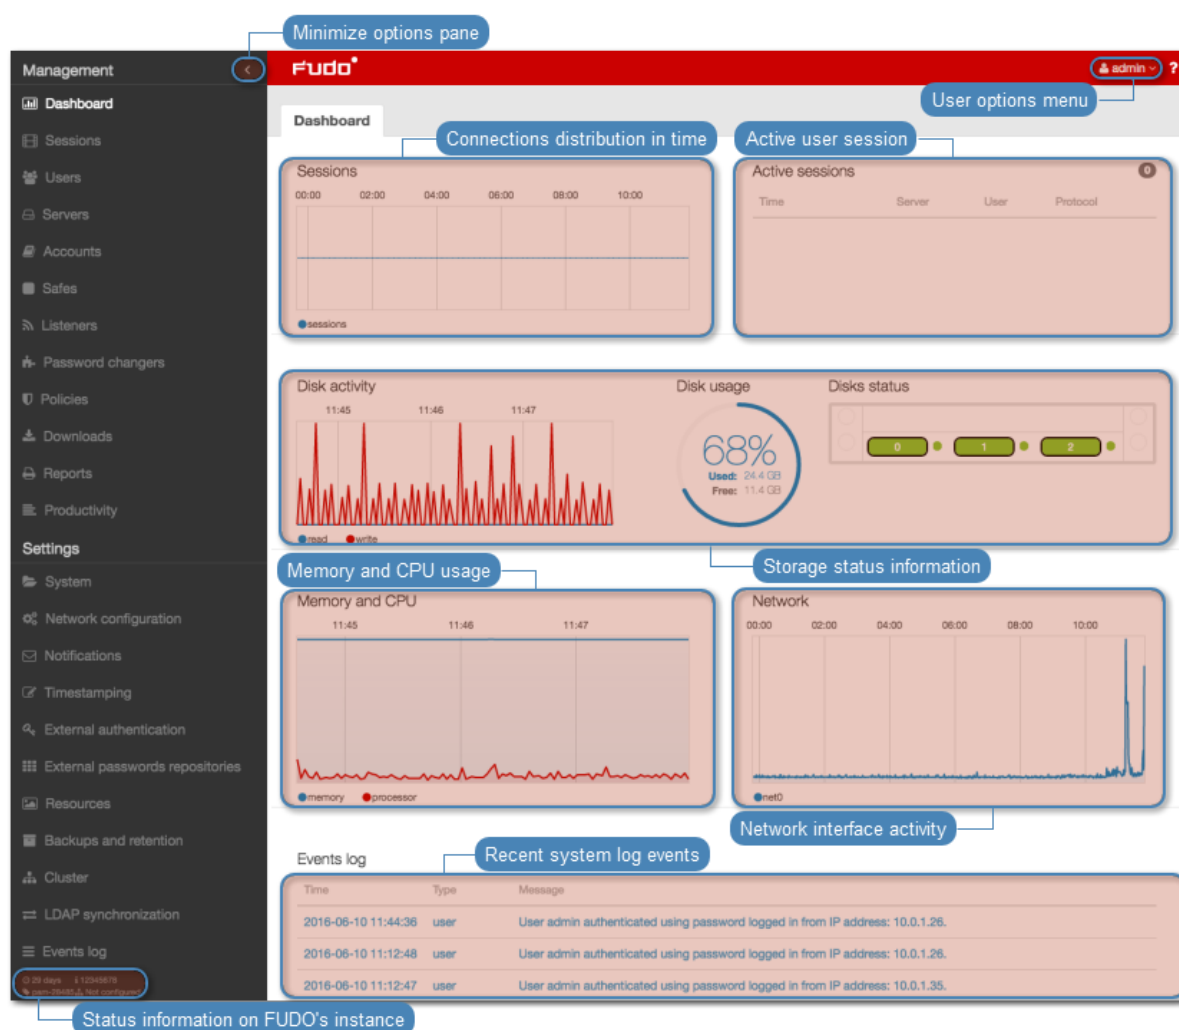 Minimize options pane
Management
FUDO
admin
?
Dashboard
User options menu
Dashboard
Sessions
Connections distribution in time
Active user session
Users
Servers
Accounts
Safes
Listeners
Password changers
Policies
Downloads
Reports
Productivity
Settings
System
Network configuration
Notifications
Timestamping
External authentication
External passwords repositories
Resources
Backups and retention
Cluster
LDAP synchronization
Events log
29 days 12345678
Not configured
Status information on FUDO's instance
Sessions
00:00 02:00 04:00 06:00 08:00 10:00
sessions
Active sessions 0
Time Server User Protocol
Disk activity
11:45 11:46 11:47
read write
Disk usage
68%
Used: 24.4 GB
Free: 11.4 GB
Disks status
0 1 2
Storage status information
Memory and CPU usage
Memory and CPU
11:45 11:46 11:47
memory processor
Network
00:00 02:00 04:00 06:00 08:00 10:00
net0
Network interface activity
Events log
Recent system log events
Time Type Message
2016-06-10 11:44:36 user User admin authenticated using password logged in from IP address: 10.0.1.26.
2016-06-10 11:12:48 user User admin authenticated using password logged in from IP address: 10.0.1.26.
2016-06-10 11:12:47 user User admin authenticated using password logged in from IP address: 10.0.1.35.